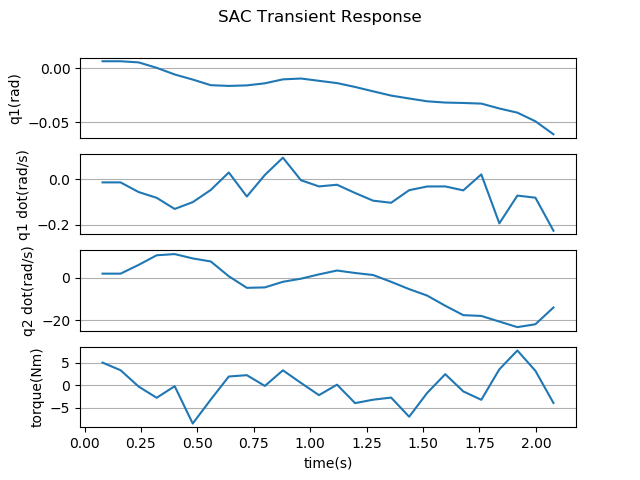 SAC Transient Response
q1(rad)
0.00
−0.05
q1 dot(rad/s)
0.0
−0.2
q2 dot(rad/s)
0
−20
torque(Nm)
5
0
−5
0.00 0.25 0.50 0.75 1.00 1.25 1.50 1.75 2.00
time(s)